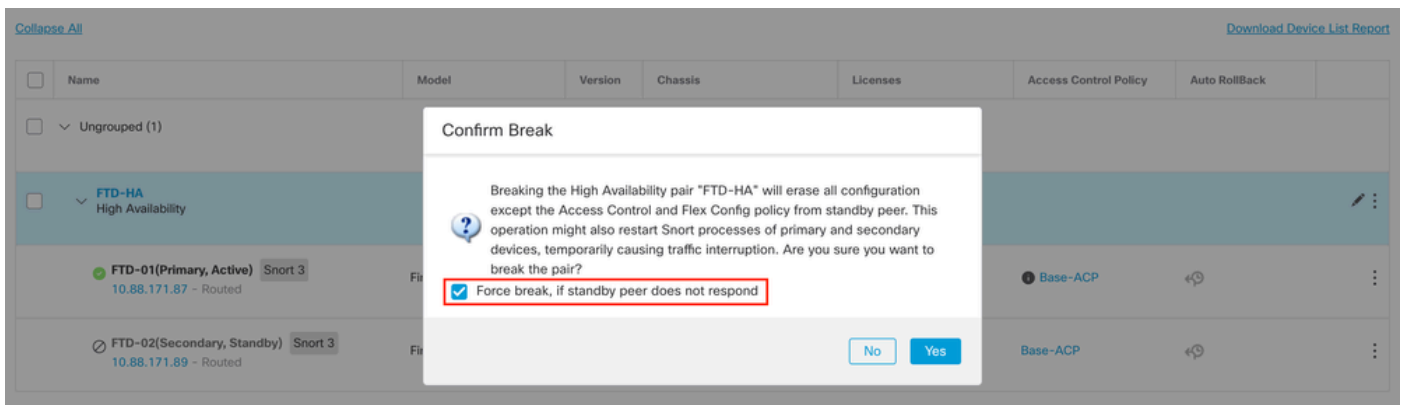 Collapse All
Download Device List Report
Name
Model
Version
Chassis
Licenses
Access Control Policy
Auto RollBack
Ungrouped (1)
Confirm Break
Breaking the High Availability pair "FTD-HA" will erase all configuration
except the Access Control and Flex Config policy from standby peer. This
operation might also restart Snort processes of primary and secondary
devices, temporarily causing traffic interruption. Are you sure you want to
break the pair?
Force break, if standby peer does not respond
No
Yes
FTD-HA
High Availability
FTD-01(Primary, Active) Snort 3
10.88.171.87 - Routed
Base-ACP
FTD-02(Secondary, Standby) Snort 3
10.88.171.89 - Routed
Base-ACP